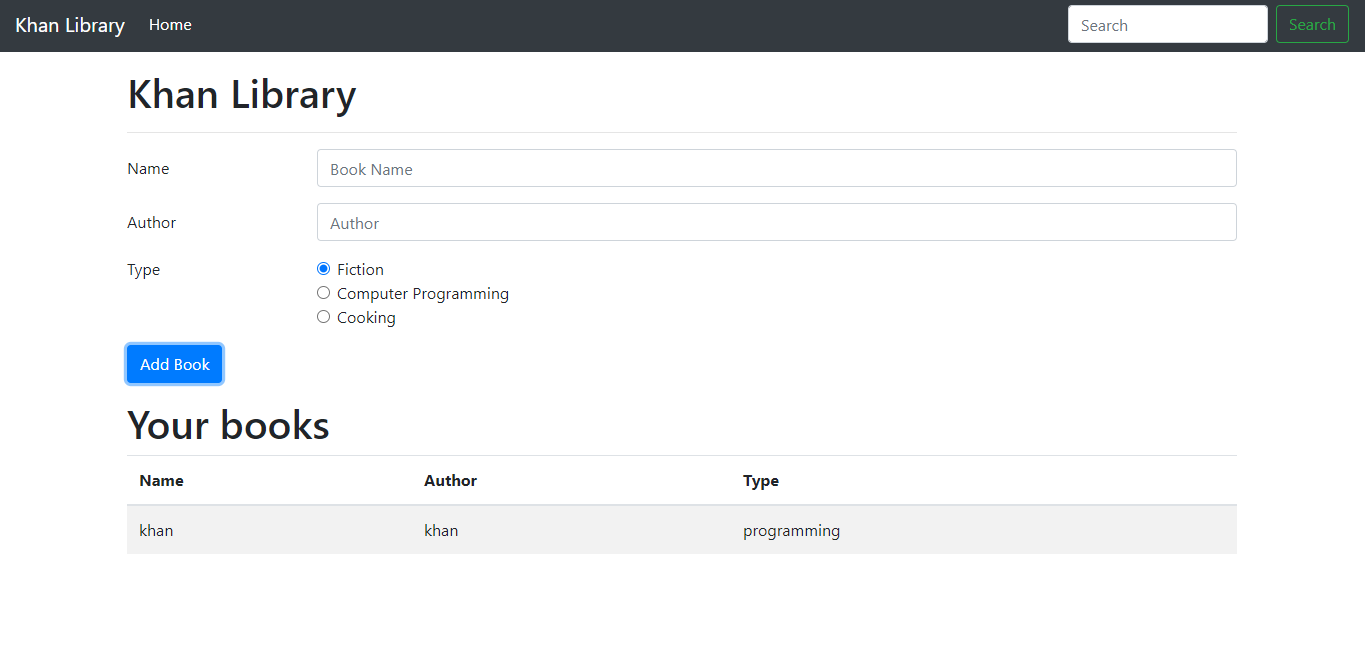 Khan Library Home Search Search
Khan Library
Name Book Name
Author Author
Type Fiction
Computer Programming
Cooking
Add Book
Your books
Name Author Type
khan khan programming